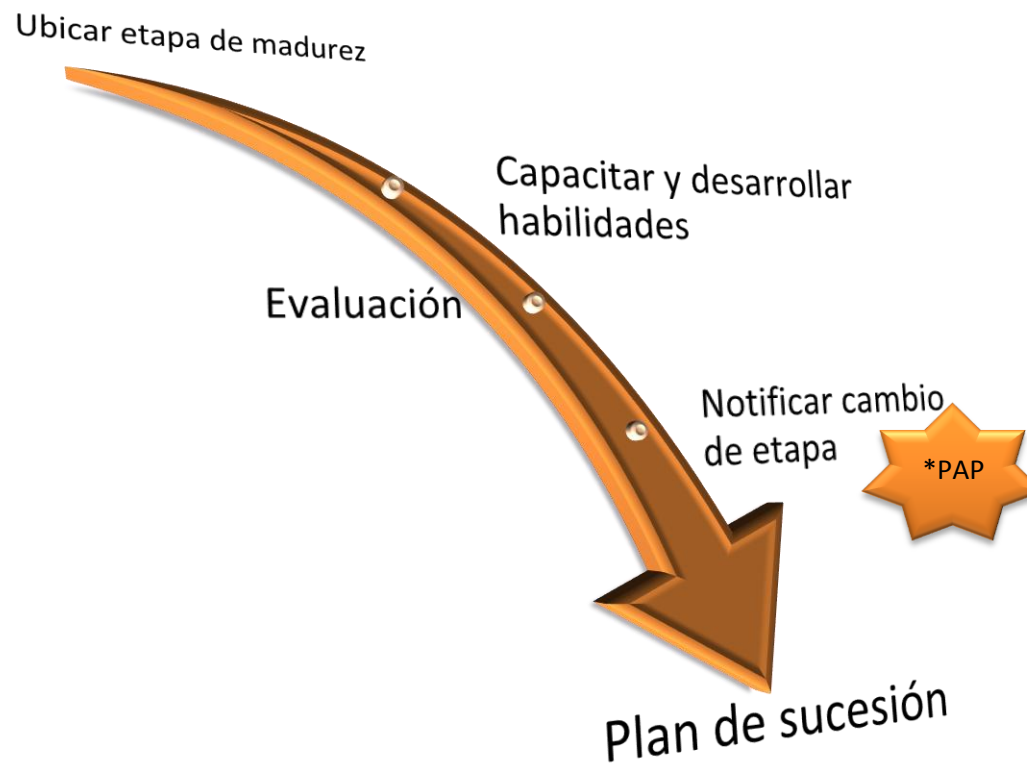 Ubicar etapa de madurez
Capacitar y desarrollar
habilidades
Evaluación
Notificar cambio
de etapa
*PAP
Plan de sucesión